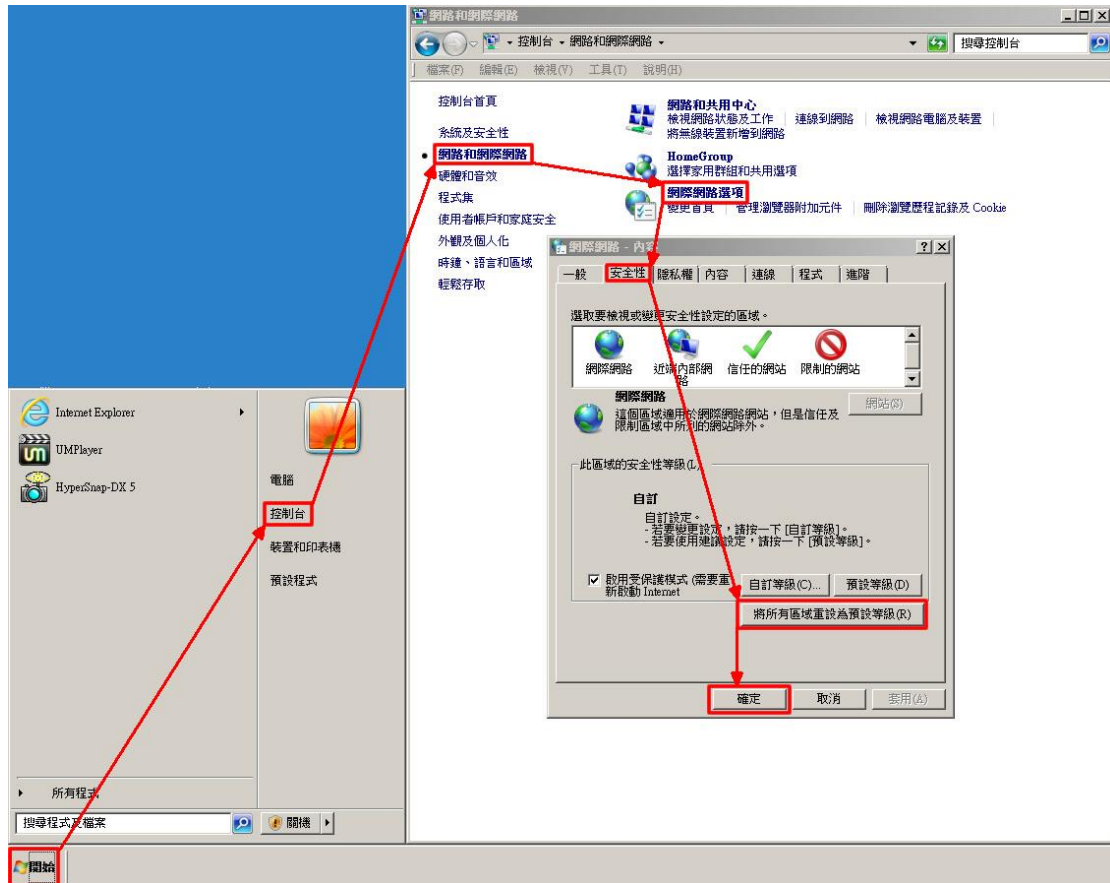 網路和網際網路
控制台 網路和網際網路
搜尋控制台
檔案(F) 編輯(E) 檢視(V) 工具(T) 說明(H)
控制台首頁
系統及安全性
網路和網際網路
硬體和音效
程式集
使用者帳戶和家庭安全
外觀及個人化
時鐘、語言和區域
輕鬆存取
網路和共用中心
檢視網路狀態及工作 連線到網路 檢視網路電腦及裝置
將無線裝置新增到網路
HomeGroup
選擇家用群組和共用選項
網際網路選項
變更首頁 管理瀏覽器附加元件 刪除瀏覽歷程記錄及 Cookie
網際網路 - 內容
一般 安全性 隱私權 內容 連線 程式 進階
選取要檢視或變更安全性設定的區域。
網際網路 近端內部網路 信任的網站 限制的網站
網際網路
這個區域適用於網際網路網站，但是信任及
限制區域中所列的網站除外。
網站(S)
此區域的安全性等級(L)
自訂
自訂設定。
- 若要變更設定，請按一下 [自訂等級]。
- 若要使用建議設定，請按一下 [預設等級]。
啟用受保護模式 (需要重
新啟動 Internet
自訂等級(C)... 預設等級(D)
將所有區域重設為預設等級(R)
確定 取消 套用(A)
Internet Explorer
UMPlayer
HyperSnap-DX 5
電腦
控制台
裝置和印表機
預設程式
所有程式
搜尋程式及檔案
關機
開始